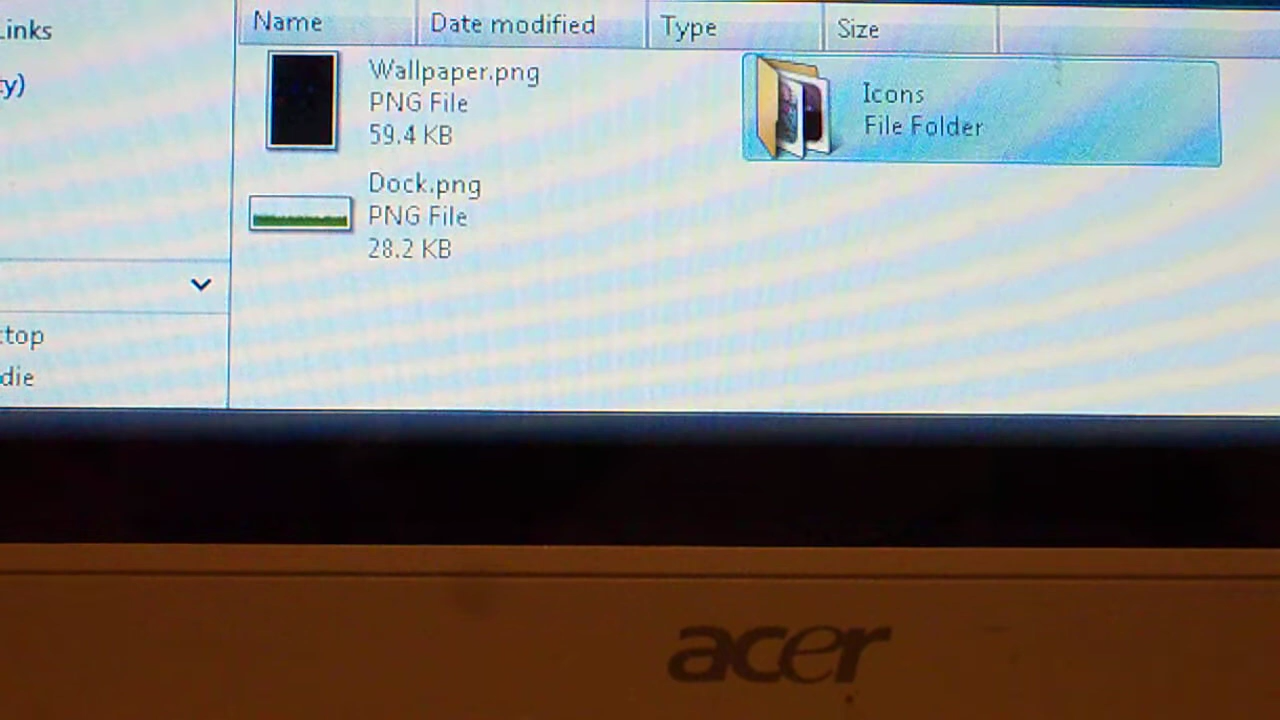 Links
Name Date modified Type Size
ty)
Wallpaper.png
PNG File
59.4 KB
Icons
File Folder
Dock.png
PNG File
28.2 KB
top
die
acer